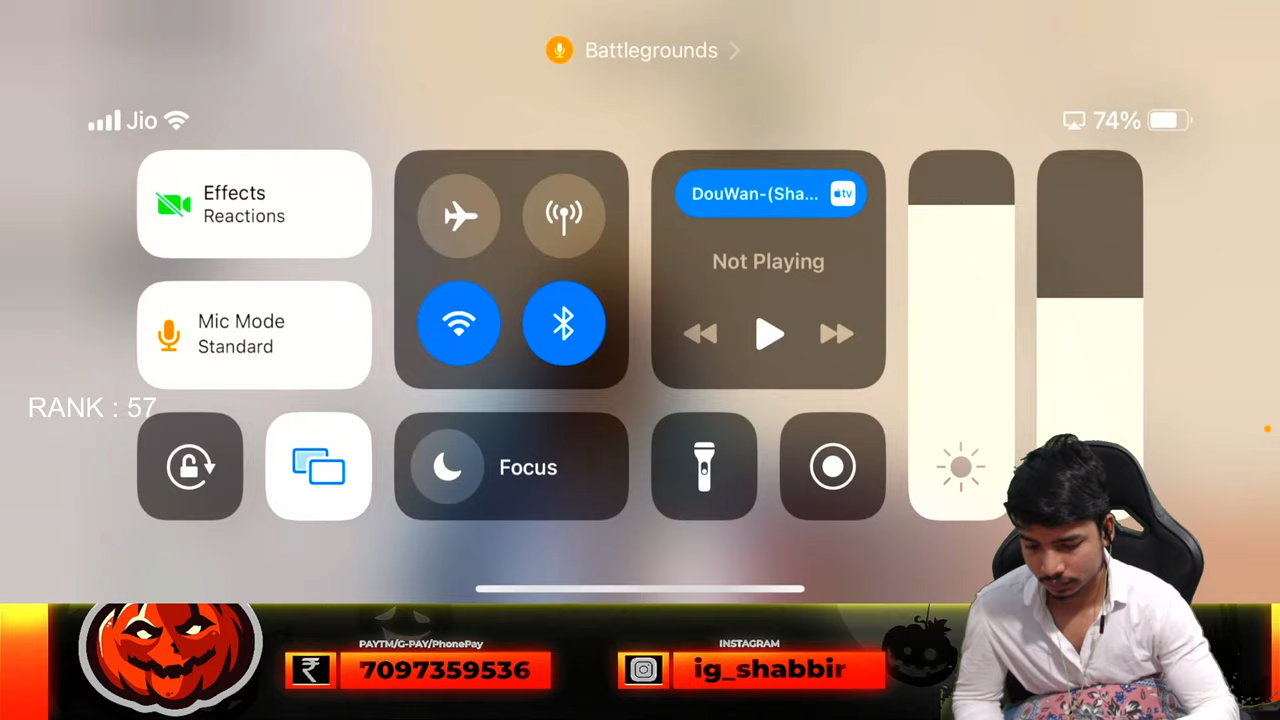 Battlegrounds
Jio
74%
Effects
Reactions
DouWan-(Sha...
tv
Not Playing
Mic Mode
Standard
RANK : 57
Focus
PAYTM/G-PAY/PhonePay
7097359536
INSTAGRAM
ig_shabbir